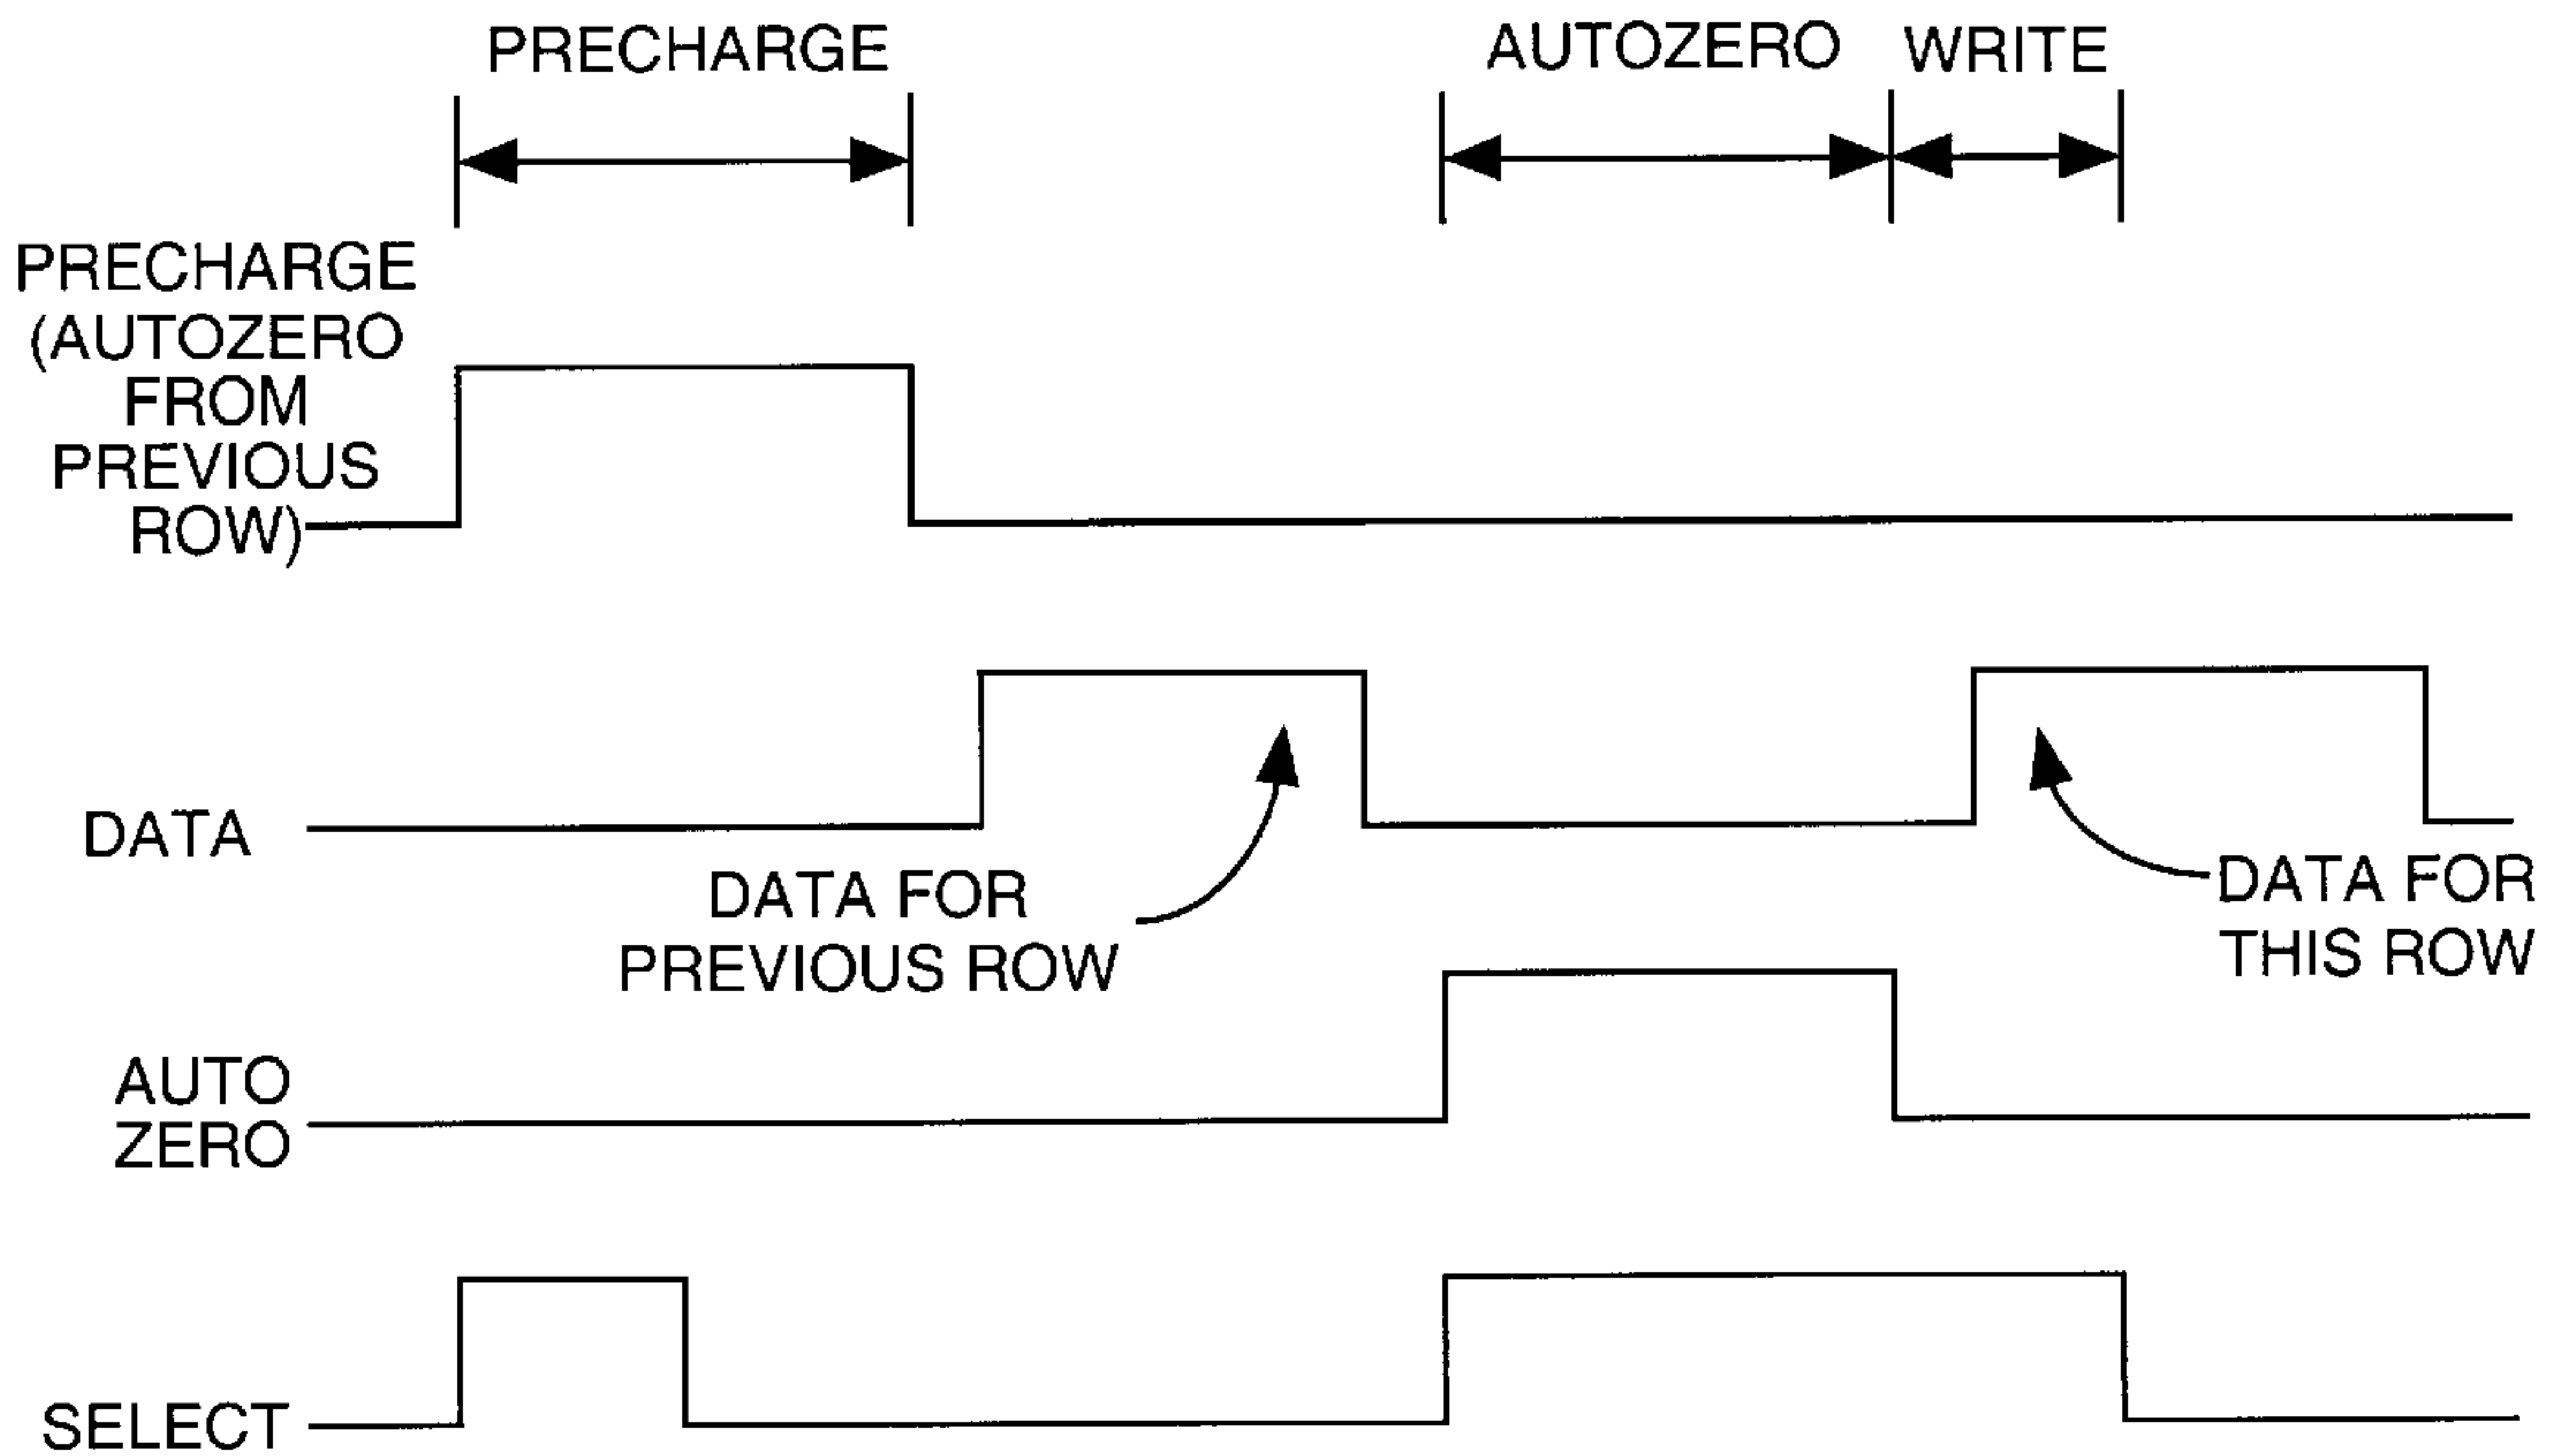 PRECHARGE
AUTOZERO
WRITE
PRECHARGE
(AUTOZERO
FROM
PREVIOUS
ROW)
DATA
DATA FOR
PREVIOUS ROW
DATA FOR
THIS ROW
AUTO
ZERO
SELECT